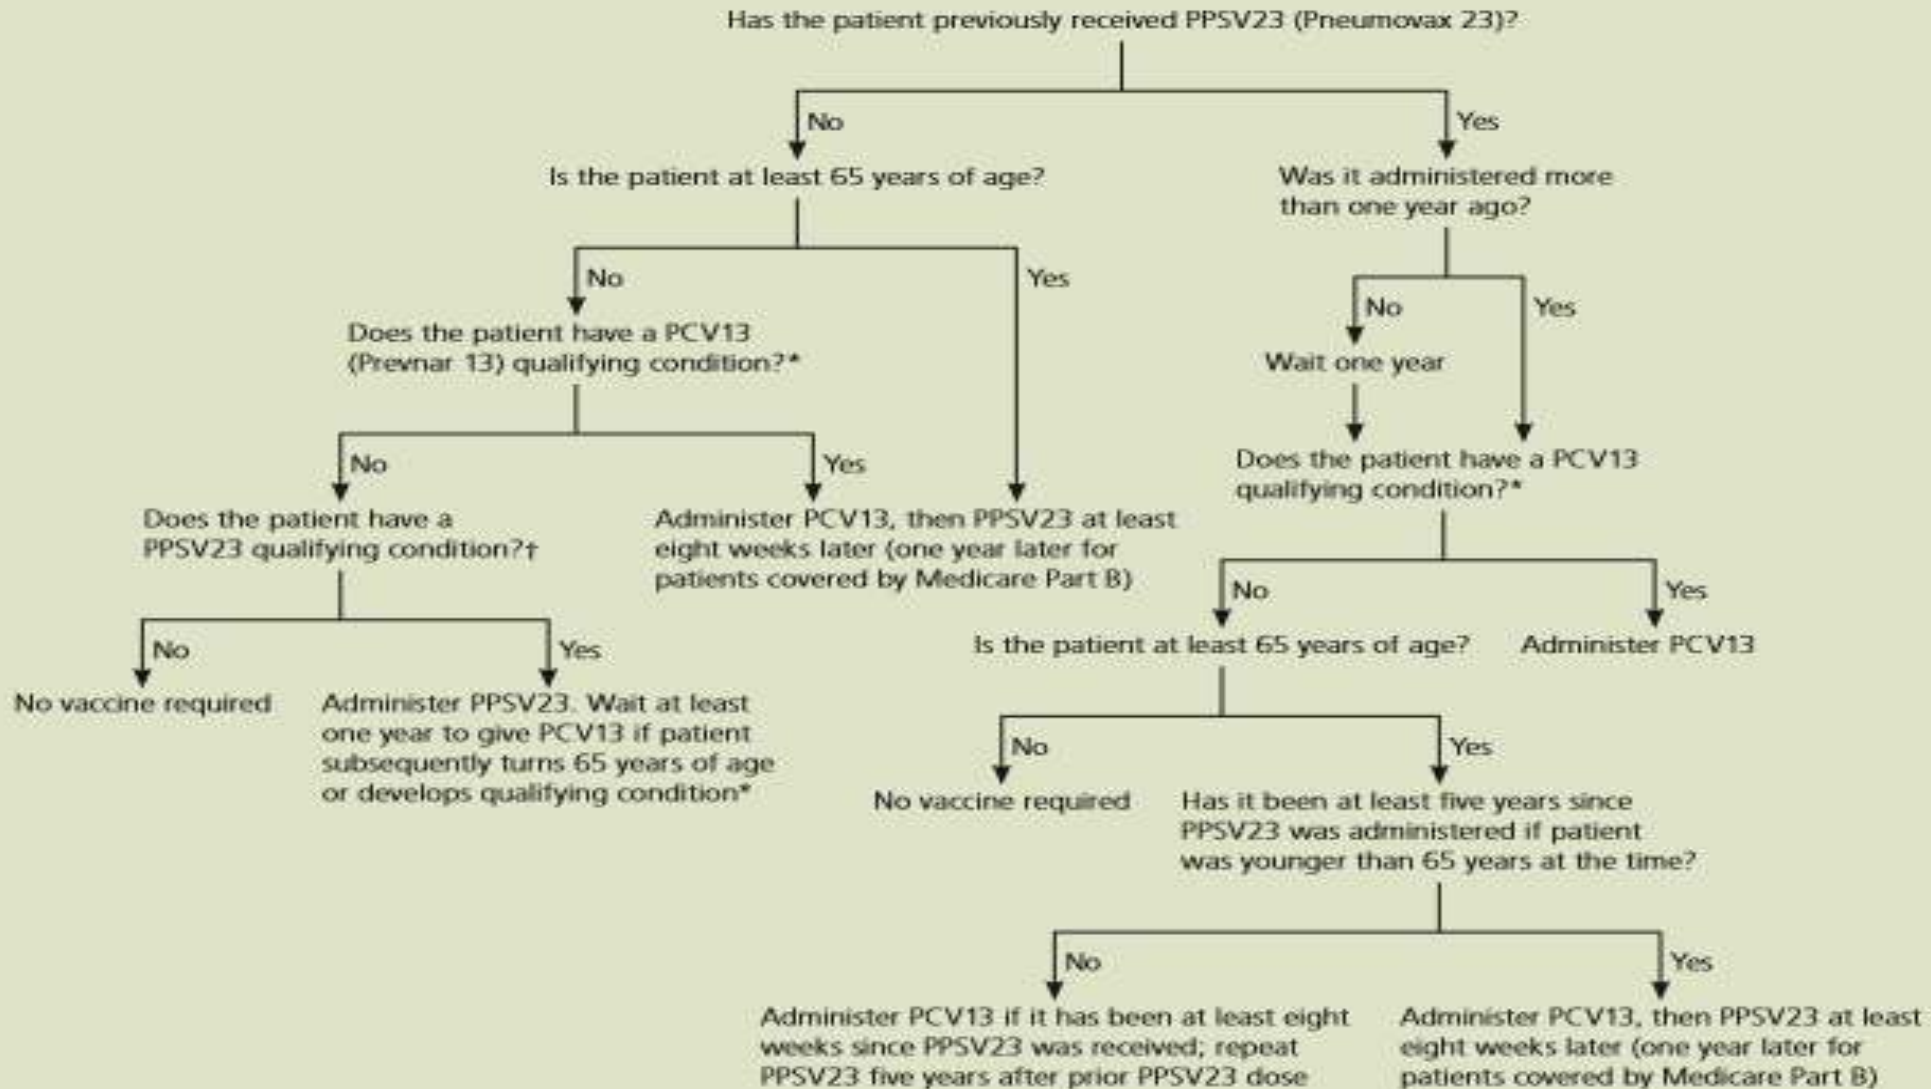 Has the patient previously received PPSV23 (Pneumovax 23)?
No
Yes
Is the patient at least 65 years of age?
Was it administered more
than one year ago?
No
Yes
No
Yes
Does the patient have a PCV13
(Prevnar 13) qualifying condition?*
Wait one year
No
Yes
Does the patient have a PCV13
qualifying condition?*
Does the patient have a
PPSV23 qualifying condition?†
Administer PCV13, then PPSV23 at least
eight weeks later (one year later for
patients covered by Medicare Part B)
No
Yes
No
Yes
Is the patient at least 65 years of age?
Administer PCV13
No vaccine required
Administer PPSV23. Wait at least
one year to give PCV13 if patient
subsequently turns 65 years of age
or develops qualifying condition*
No
Yes
No vaccine required
Has it been at least five years since
PPSV23 was administered if patient
was younger than 65 years at the time?
No
Yes
Administer PCV13 if it has been at least eight
weeks since PPSV23 was received; repeat
PPSV23 five years after prior PPSV23 dose
Administer PCV13, then PPSV23 at least
eight weeks later (one year later for
patients covered by Medicare Part B)